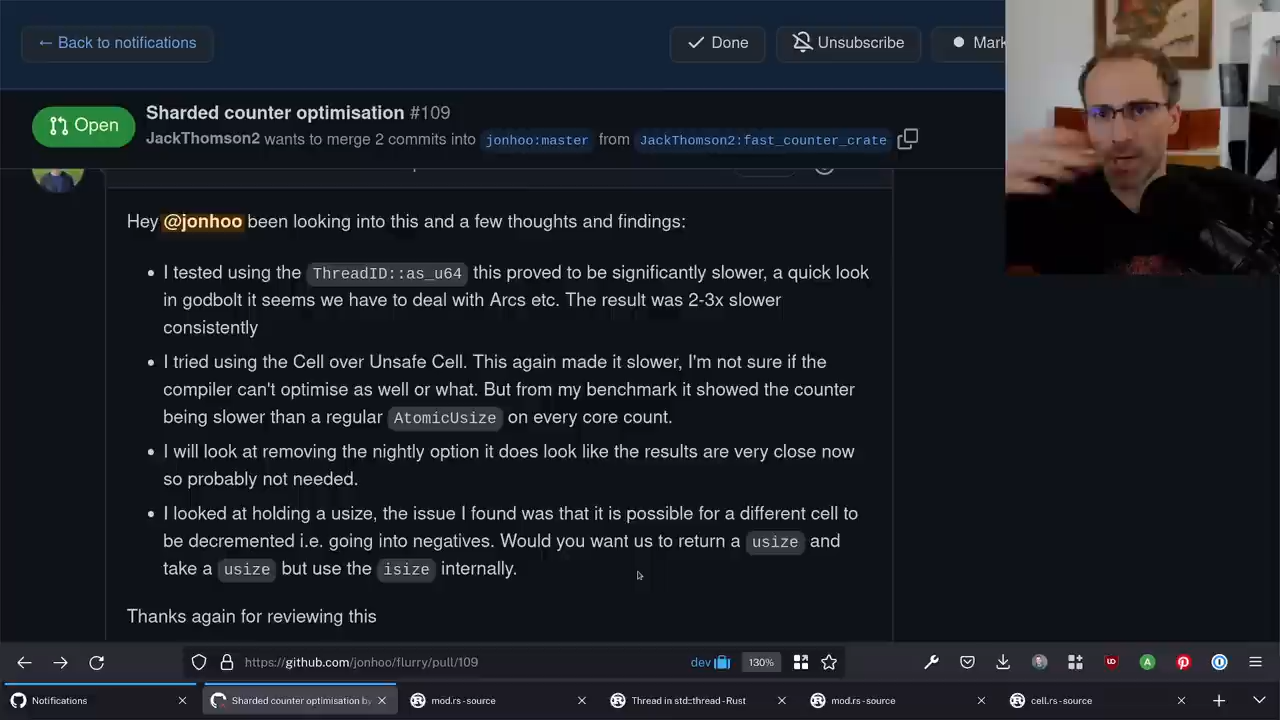 ← Back to notifications
Done
Unsubscribe
Mar
Open
Sharded counter optimisation #109
JackThomson2 wants to merge 2 commits into jonhoo:master from JackThomson2:fast_counter_crate
Hey @jonhoo been looking into this and a few thoughts and findings:
• I tested using the ThreadID::as_u64 this proved to be significantly slower, a quick look
in godbolt it seems we have to deal with Arcs etc. The result was 2-3x slower
consistently
• I tried using the Cell over Unsafe Cell. This again made it slower, I'm not sure if the
compiler can't optimise as well or what. But from my benchmark it showed the counter
being slower than a regular AtomicUsize on every core count.
• I will look at removing the nightly option it does look like the results are very close now
so probably not needed.
• I looked at holding a usize, the issue I found was that it is possible for a different cell to
be decremented i.e. going into negatives. Would you want us to return a usize and
take a usize but use the isize internally.
Thanks again for reviewing this
https://github.com/jonhoo/flurry/pull/109
dev
130%
Notifications
Sharded counter optimisation by
mod.rs - source
Thread in std::thread - Rust
mod.rs - source
cell.rs - source